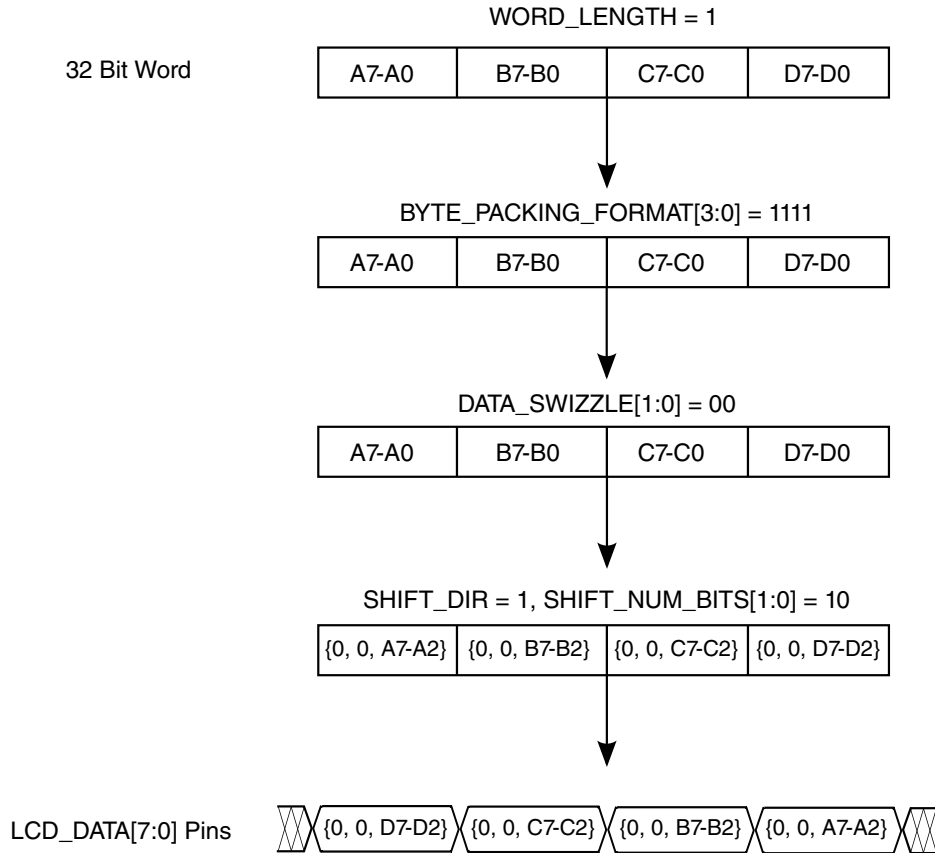 WORD_LENGTH = 1
32 Bit Word
A7-A0 B7-B0 C7-C0 D7-D0
BYTE_PACKING_FORMAT[3:0] = 1111
A7-A0 B7-B0 C7-C0 D7-D0
DATA_SWIZZLE[1:0] = 00
A7-A0 B7-B0 C7-C0 D7-D0
SHIFT_DIR = 1, SHIFT_NUM_BITS[1:0] = 10
{0, 0, A7-A2} {0, 0, B7-B2} {0, 0, C7-C2} {0, 0, D7-D2}
LCD_DATA[7:0] Pins {0, 0, D7-D2} {0, 0, C7-C2} {0, 0, B7-B2} {0, 0, A7-A2}